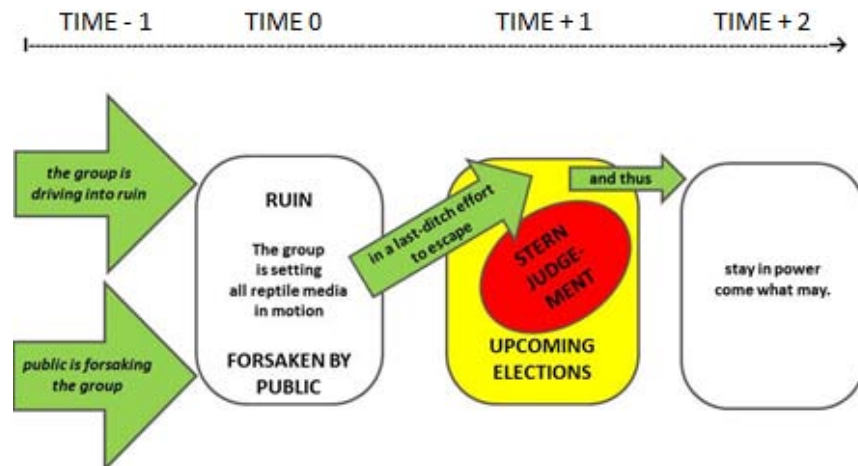 TIME - 1
TIME 0
TIME + 1
TIME + 2
the group is
driving into ruin
public is forsaking
the group
RUIN
The group
is setting
all reptile media
in motion
FORSAKEN BY
PUBLIC
in a last-ditch effort
to escape
STERN
JUDGE-
MENT
UPCOMING
ELECTIONS
and thus
stay in power
come what may.